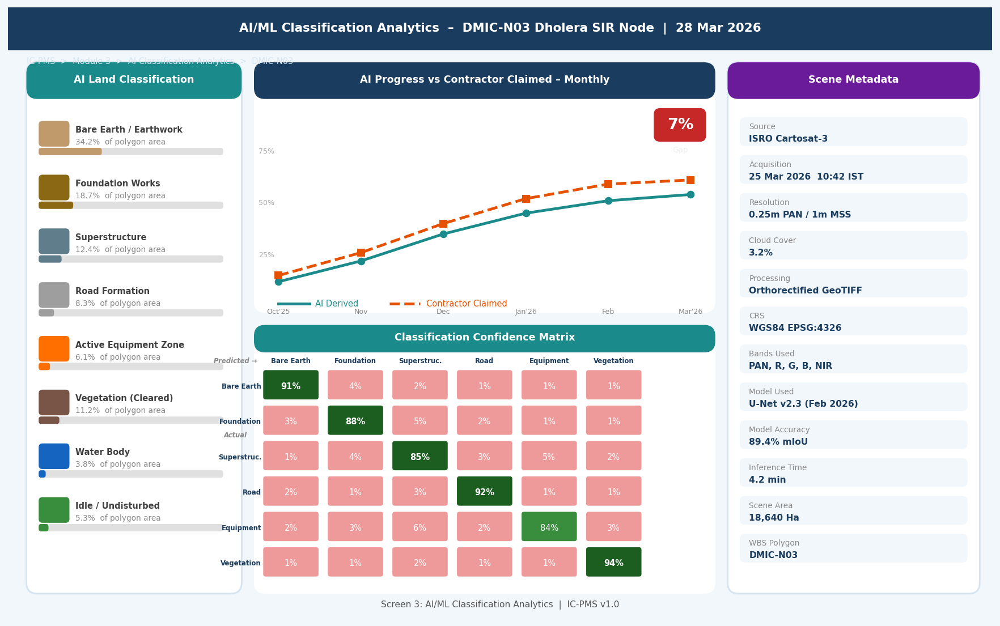 AI/ML Classification Analytics – DMIC-N03 Dholera SIR Node | 28 Mar 2026
IC-PMS > Module 3 > AI Classification Analytics > DMIC-N03
AI Land Classification
Bare Earth / Earthwork
34.2% of polygon area
Foundation Works
18.7% of polygon area
Superstructure
12.4% of polygon area
Road Formation
8.3% of polygon area
Active Equipment Zone
6.1% of polygon area
Vegetation (Cleared)
11.2% of polygon area
Water Body
3.8% of polygon area
Idle / Undisturbed
5.3% of polygon area
AI Progress vs Contractor Claimed – Monthly
7%
Gap
75%
50%
25%
AI Derived Contractor Claimed
Oct'25 Nov Dec Jan'26 Feb Mar'26
Classification Confidence Matrix
Predicted → Bare Earth Foundation Superstruc. Road Equipment Vegetation
Bare Earth 91% 4% 2% 1% 1% 1%
Foundation 3% 88% 5% 2% 1% 1%
Actual
Superstruc. 1% 4% 85% 3% 5% 2%
Road 2% 1% 3% 92% 1% 1%
Equipment 2% 3% 6% 2% 84% 3%
Vegetation 1% 1% 2% 1% 1% 94%
Scene Metadata
Source
ISRO Cartosat-3
Acquisition
25 Mar 2026 10:42 IST
Resolution
0.25m PAN / 1m MSS
Cloud Cover
3.2%
Processing
Orthorectified GeoTIFF
CRS
WGS84 EPSG:4326
Bands Used
PAN, R, G, B, NIR
Model Used
U-Net v2.3 (Feb 2026)
Model Accuracy
89.4% mIoU
Inference Time
4.2 min
Scene Area
18,640 Ha
WBS Polygon
DMIC-N03
Screen 3: AI/ML Classification Analytics | IC-PMS v1.0